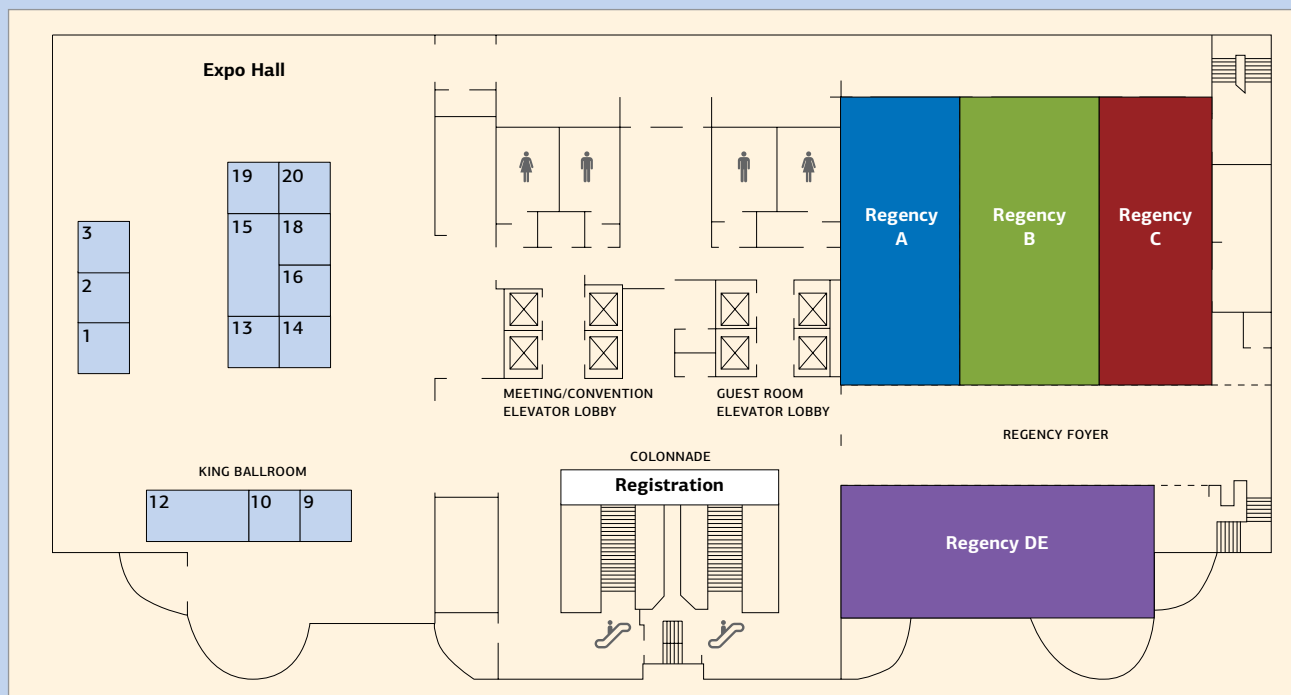 Expo Hall
19
20
15
18
16
13
14
3
2
1
KING BALLROOM
12
10
9
MEETING/CONVENTION
ELEVATOR LOBBY
GUEST ROOM
ELEVATOR LOBBY
COLONNADE
Registration
Regency
A
Regency
B
Regency
C
REGENCY FOYER
Regency DE